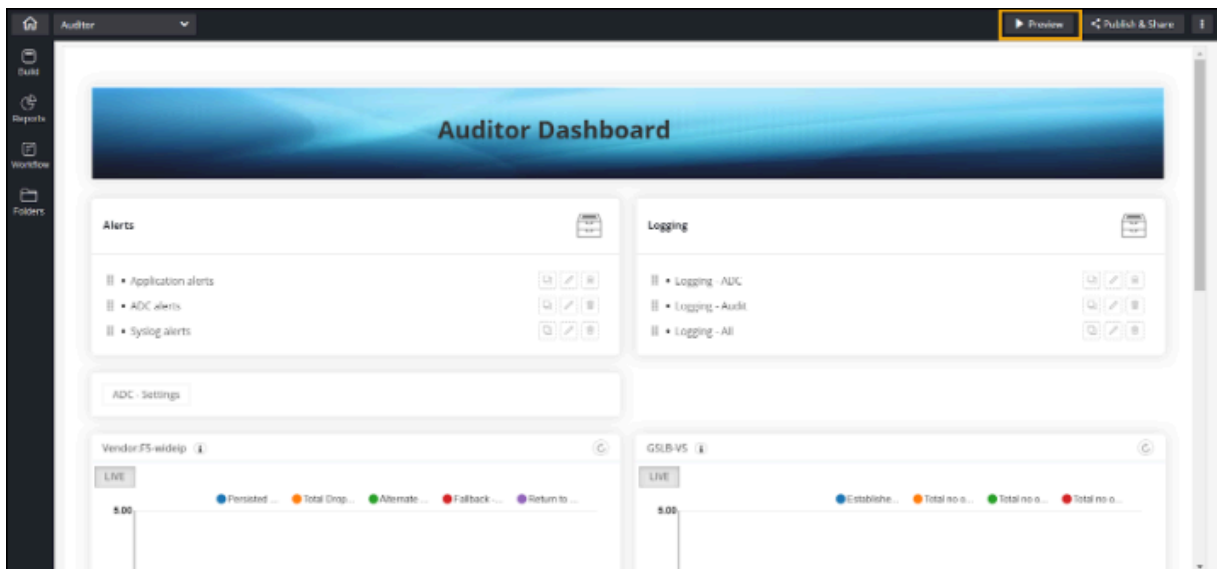 Auditor
Preview
Publish & Share
Build
Reports
Workflow
Folders
Auditor Dashboard
Alerts
Application alerts
ADC alerts
Syslog alerts
Logging
Logging - ADC
Logging - Audit
Logging - All
ADC - Settings
Vendor:F5-wideip
LIVE
Persisted ...
Total Drop...
Alternate ...
Fallback -...
Return to ...
5.00
GSLB-VS
LIVE
Establishe...
Total no o...
Total no o...
Total no o...
5.00